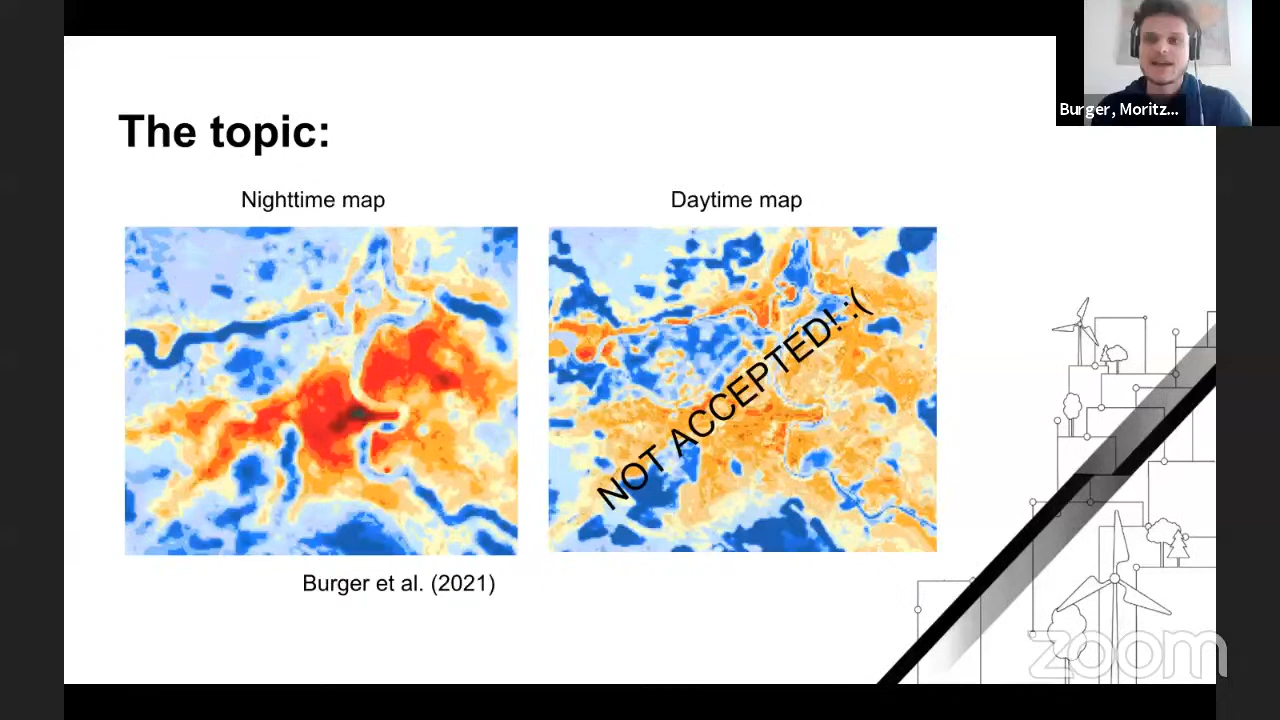 Burger, Moritz...
The topic:
Nighttime map
Daytime map
NOT ACCEPTED! :(
Burger et al. (2021)
zoom